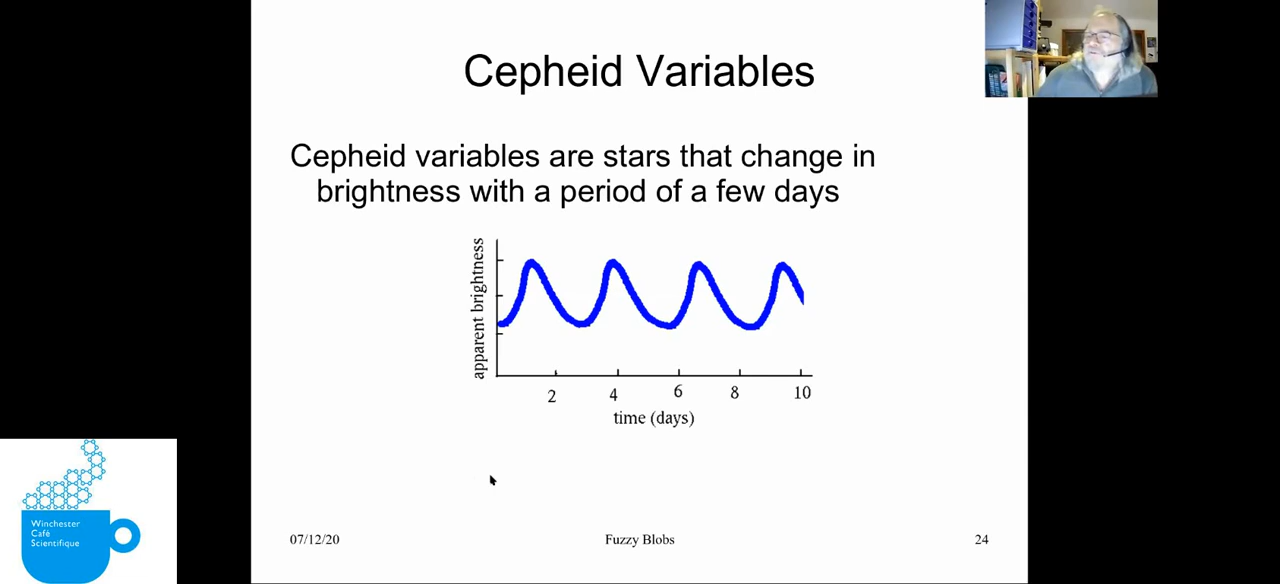 Cepheid Variables
Cepheid variables are stars that change in
brightness with a period of a few days
apparent brightness
2 4 6 8 10
time (days)
Winchester
Cafè
Scientifique
07/12/20 Fuzzy Blobs 24